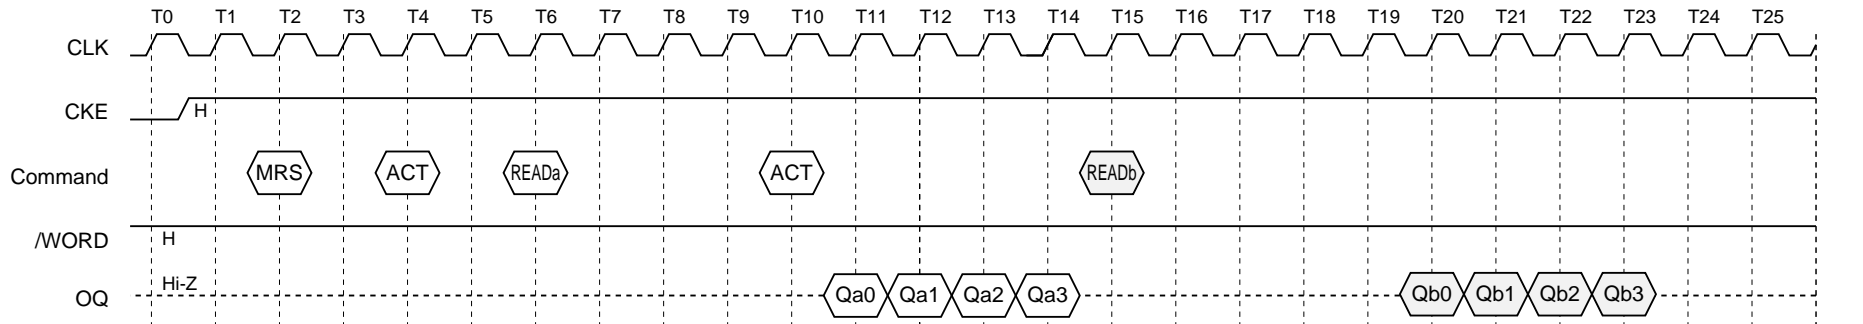 T0 T1 T2 T3 T4 T5 T6 T7 T8 T9 T10 T11 T12 T13 T14 T15 T16 T17 T18 T19 T20 T21 T22 T23 T24 T25
CLK
CKE H
Command MRS ACT READa ACT READb
/WORD H
Hi-Z
OQ Qa0 Qa1 Qa2 Qa3 Qb0 Qb1 Qb2 Qb3